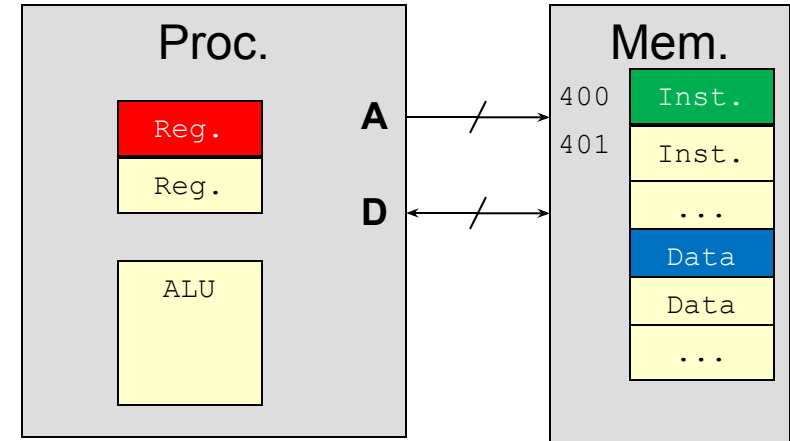 Proc.
Reg.
Reg.
ALU
A
D
Mem.
400
Inst.
401
Inst.
...
Data
Data
...